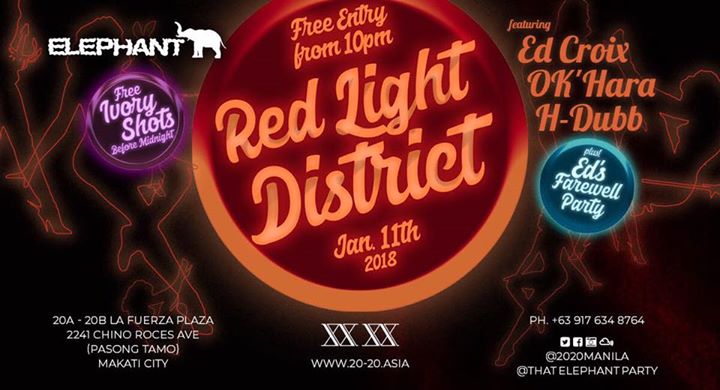 ELEPHANT
Free
Ivory
Shots
Before Midnight
Free Entry
from 10pm
Red Light
District
Jan. 11th
2018
featuring
Ed Croix
OK'Hara
H-Dubb
plus!
Ed's
Farewell
Party
20A - 20B LA FUERZA PLAZA
2241 CHINO ROCES AVE
(PASONG TAMO)
MAKATI CITY
XX XX
WWW.20-20.ASIA
PH. +63 917 634 8764
@2020MANILA
@THAT ELEPHANT PARTY